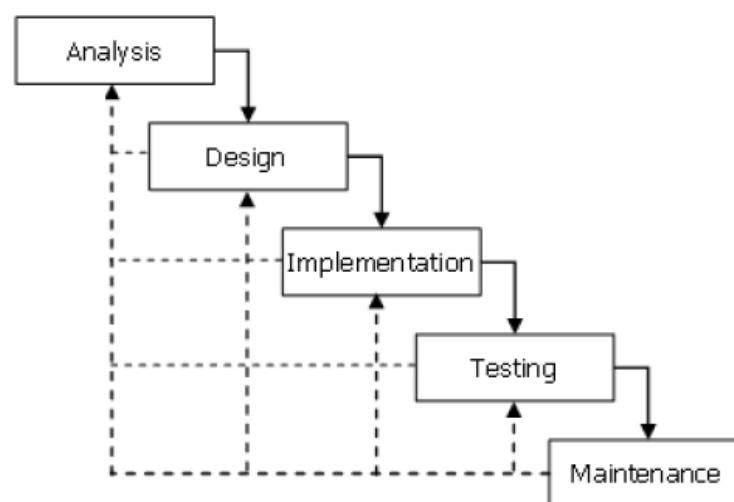 Analysis
Design
Implementation
Testing
Maintenance